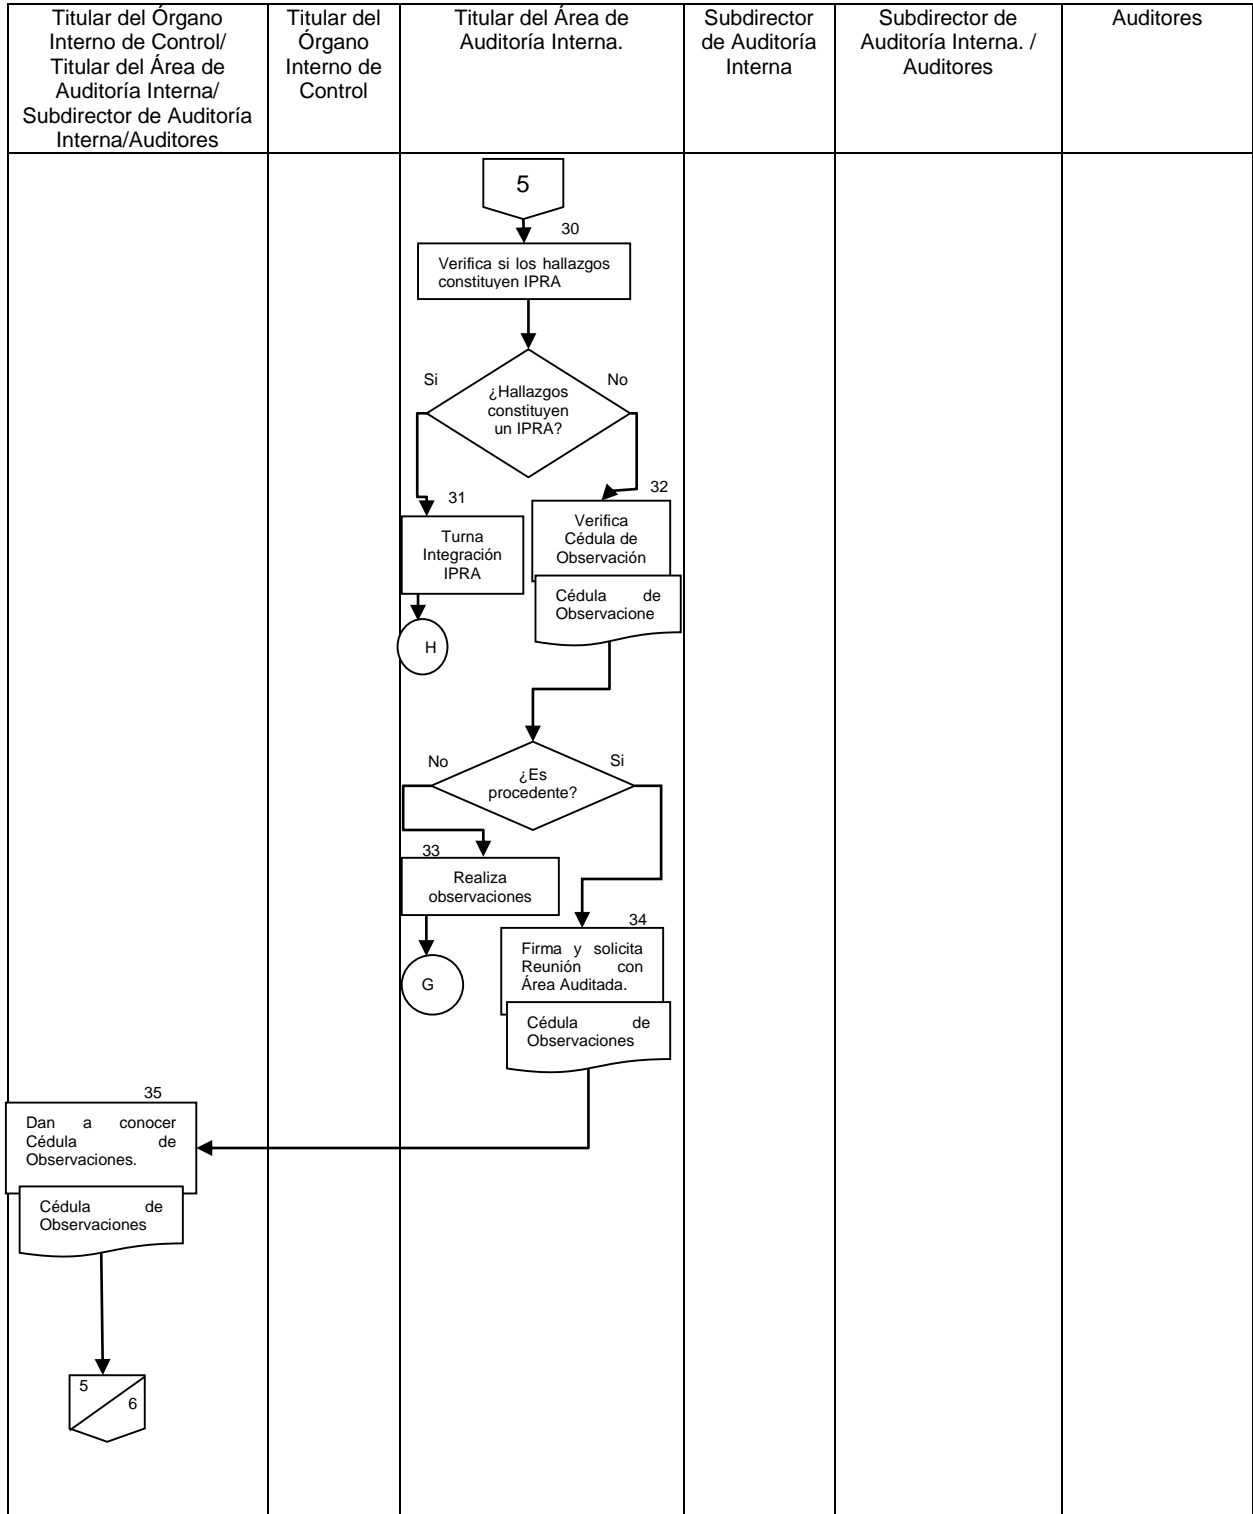 Titular del Órgano
Interno de Control/
Titular del Área de
Auditoría Interna/
Subdirector de Auditoría
Interna/Auditores
Titular del
Órgano
Interno de
Control
Titular del Área de
Auditoría Interna.
Subdirector
de Auditoría
Interna
Subdirector de
Auditoría Interna. /
Auditores
Auditores
5
30
Verifica si los hallazgos
constituyen IPRA
Si
No
¿Hallazgos
constituyen
un IPRA?
31
32
Turna
Integración
IPRA
Verifica
Cédula de
Observación
Cédula de
Observacione
H
No
Si
¿Es
procedente?
33
Realiza
observaciones
34
Firma y solicita
Reunión con
Área Auditada.
G
Cédula de
Observaciones
35
Dan a conocer
Cédula de
Observaciones.
Cédula de
Observaciones
5
6